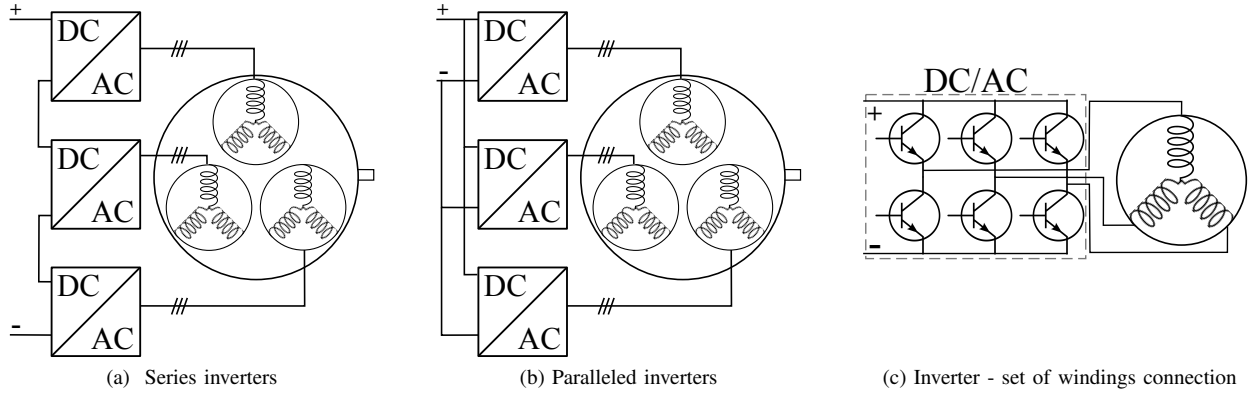 +
DC
AC
DC
AC
DC
AC
-
(a) Series inverters
+
-
DC
AC
DC
AC
DC
AC
(b) Paralleled inverters
DC/AC
+
-
(c) Inverter - set of windings connection